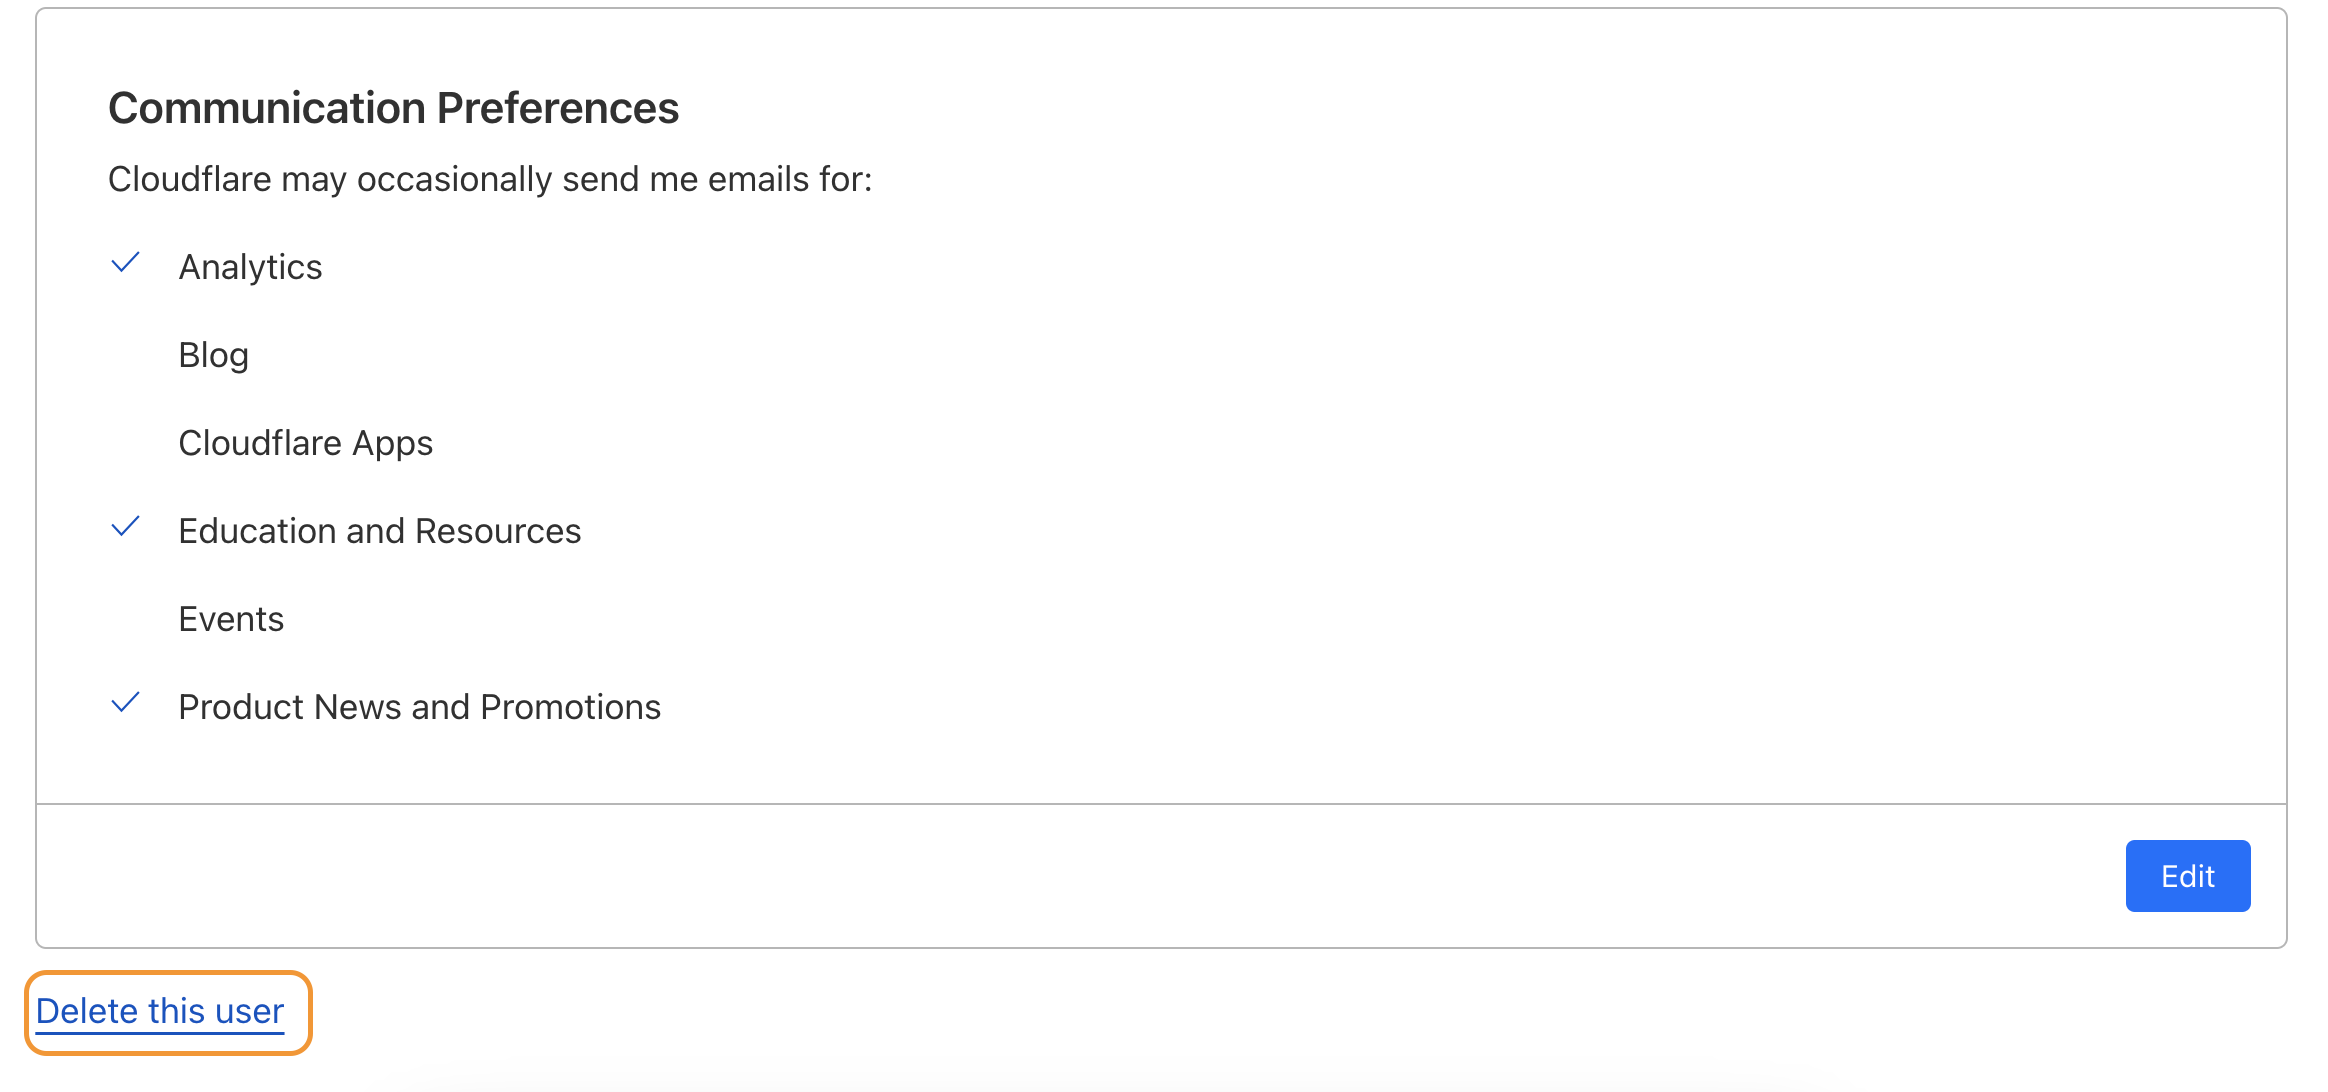 Communication Preferences
Cloudflare may occasionally send me emails for:
Analytics
Blog
Cloudflare Apps
Education and Resources
Events
Product News and Promotions
Edit
Delete this user